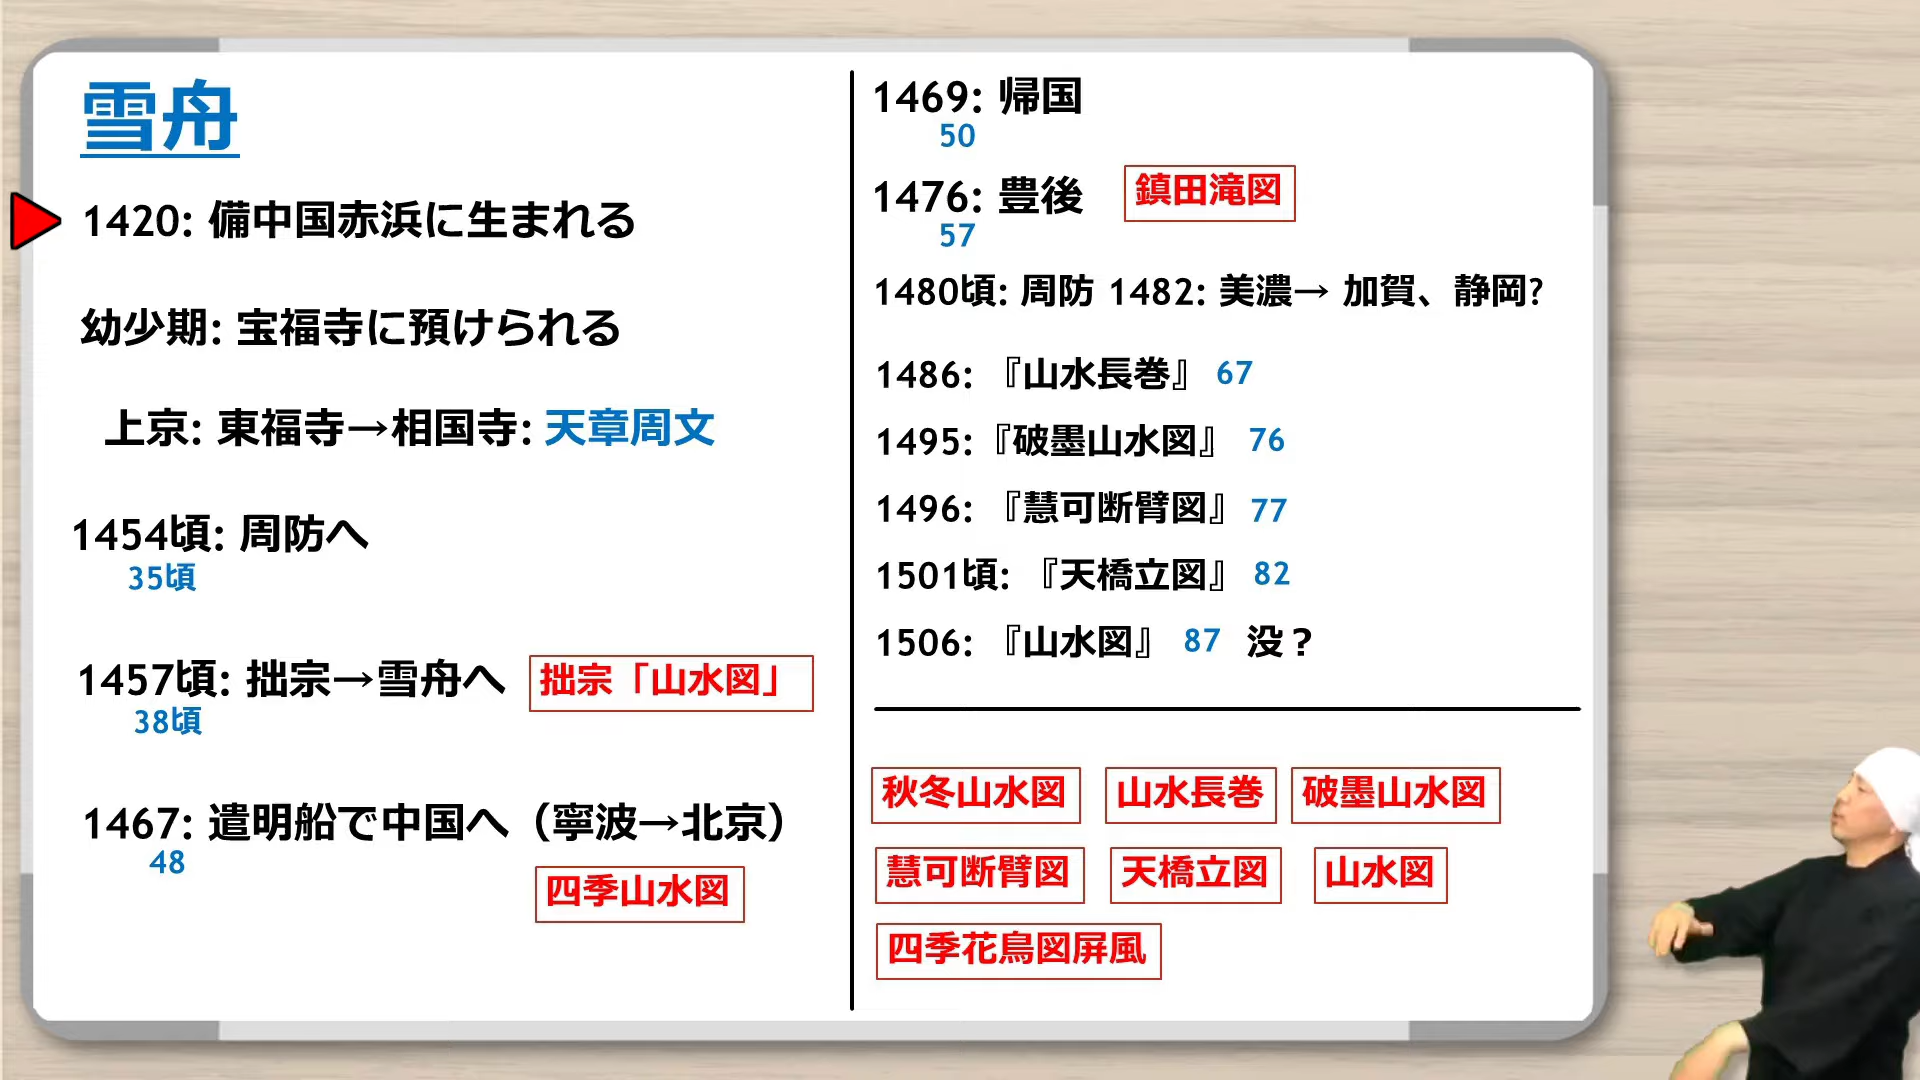 雪舟
1420: 備中国赤浜に生まれる
幼少期: 宝福寺に預けられる
上京: 東福寺→相国寺: 天章周文
1454頃: 周防へ
35頃
1457頃: 拙宗→雪舟へ 拙宗「山水図」
38頃
1467: 遣明船で中国へ（寧波→北京）
48
四季山水図
1469: 帰国
50
1476: 豊後 鎮田滝図
57
1480頃: 周防 1482: 美濃→ 加賀、静岡?
1486: 『山水長巻』 67
1495:『破墨山水図』 76
1496: 『慧可断臂図』 77
1501頃: 『天橋立図』 82
1506: 『山水図』 87 没？
秋冬山水図 山水長巻 破墨山水図
慧可断臂図 天橋立図 山水図
四季花鳥図屏風